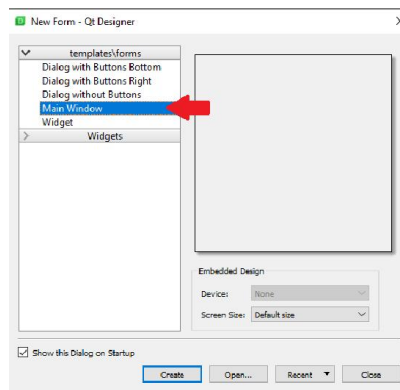 New Form - Qt Designer
templates\forms
Dialog with Buttons Bottom
Dialog with Buttons Right
Dialog without Buttons
Main Window
Widget
Widgets
Embedded Design
Device: None
Screen Size: Default size
Show this Dialog on Startup
Create Open... Recent Close